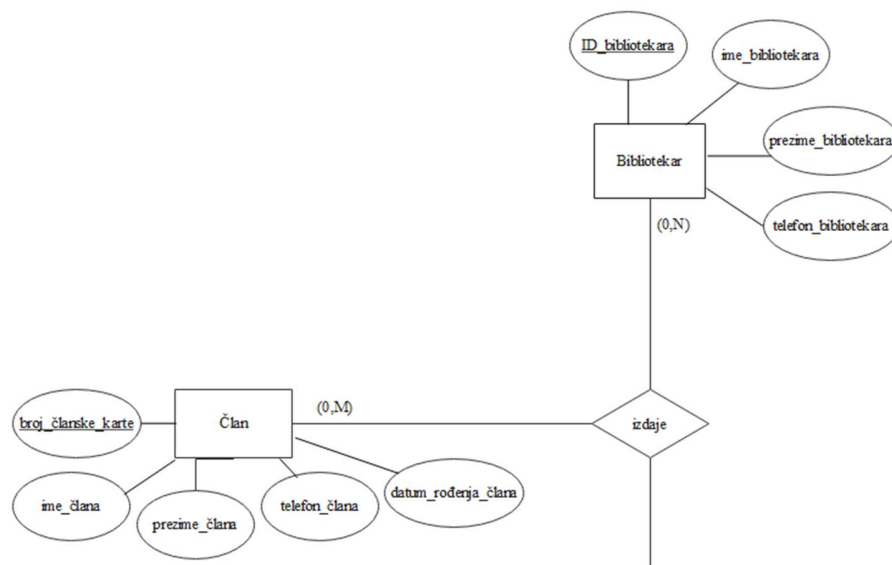 ID_bibliotekara
ime_bibliotekara
prezime_bibliotekara
Bibliotekar
telefon_bibliotekara
(0,N)
(0,M)
broj_članske_karte
Član
izdaje
ime_člana
prezime_člana
telefon_člana
datum_rođenja_člana